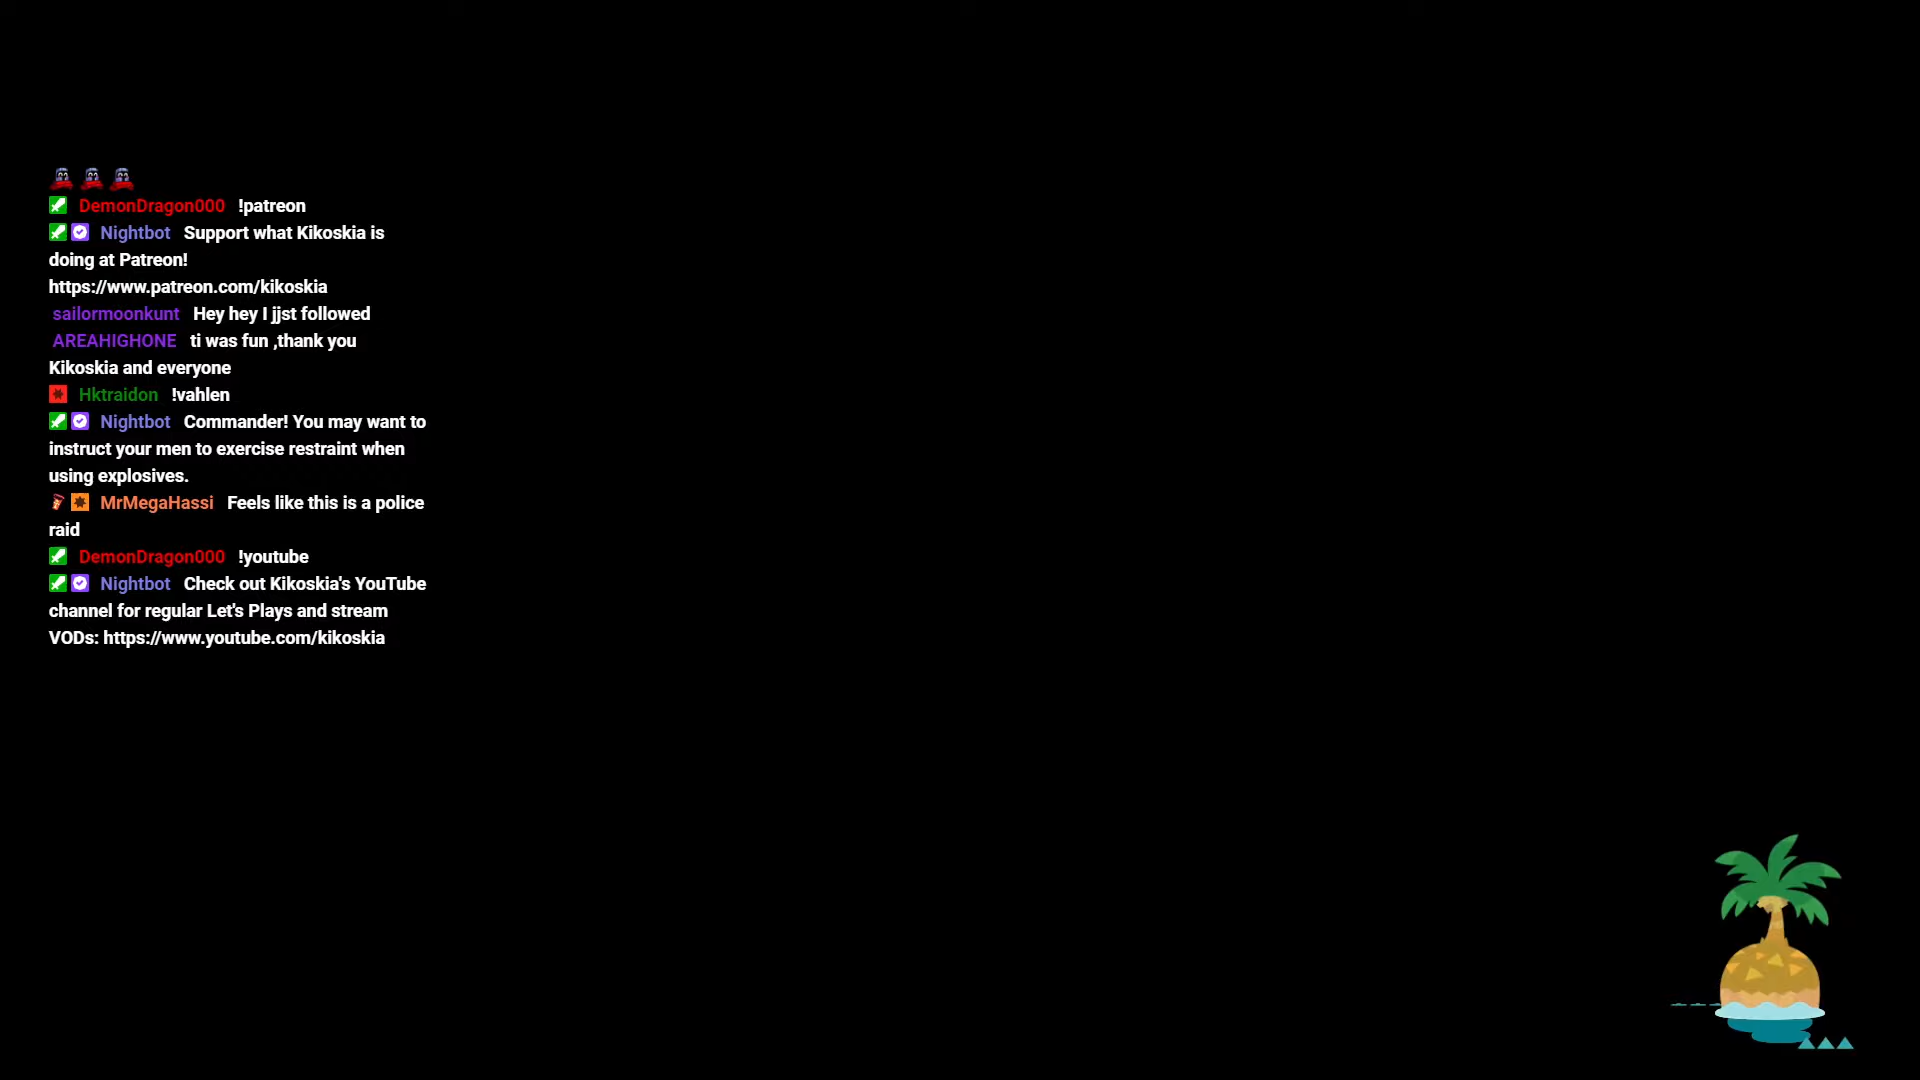 DemonDragon000 !patreon
Nightbot Support what Kikoskia is
doing at Patreon!
https://www.patreon.com/kikoskia
sailormoonkunt Hey hey I jjst followed
AREAHIGHONE ti was fun ,thank you
Kikoskia and everyone
Hktraidon !vahlen
Nightbot Commander! You may want to
instruct your men to exercise restraint when
using explosives.
MrMegaHassi Feels like this is a police
raid
DemonDragon000 !youtube
Nightbot Check out Kikoskia's YouTube
channel for regular Let's Plays and stream
VODs: https://www.youtube.com/kikoskia